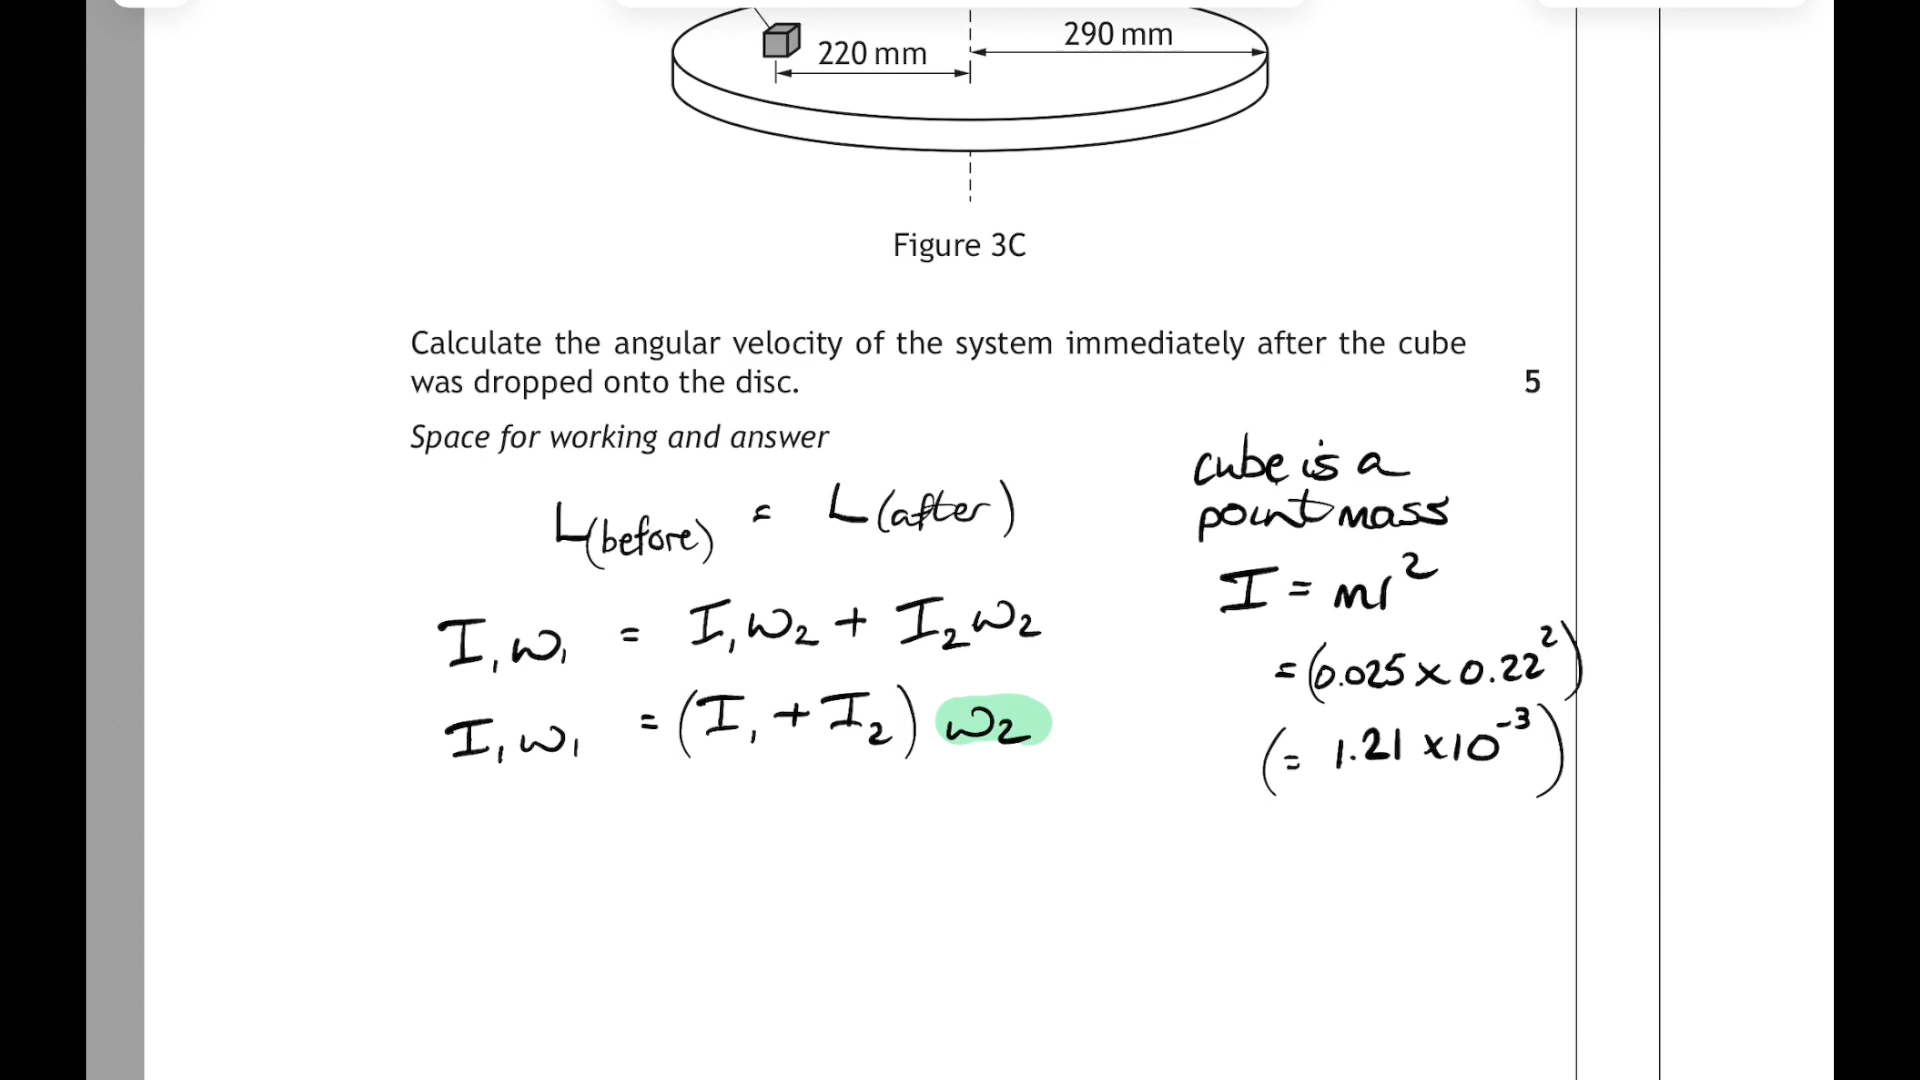 220 mm
290 mm
Figure 3C
Calculate the angular velocity of the system immediately after the cube
was dropped onto the disc.
5
Space for working and answer
L(before) = L(after)
I₁ω₁ = I₁ω₂ + I₂ω₂
I₁ω₁ = (I₁ + I₂) ω₂
cube is a
point mass
I = mr²
= (0.025 × 0.22²)
(= 1.21 ×10⁻³)